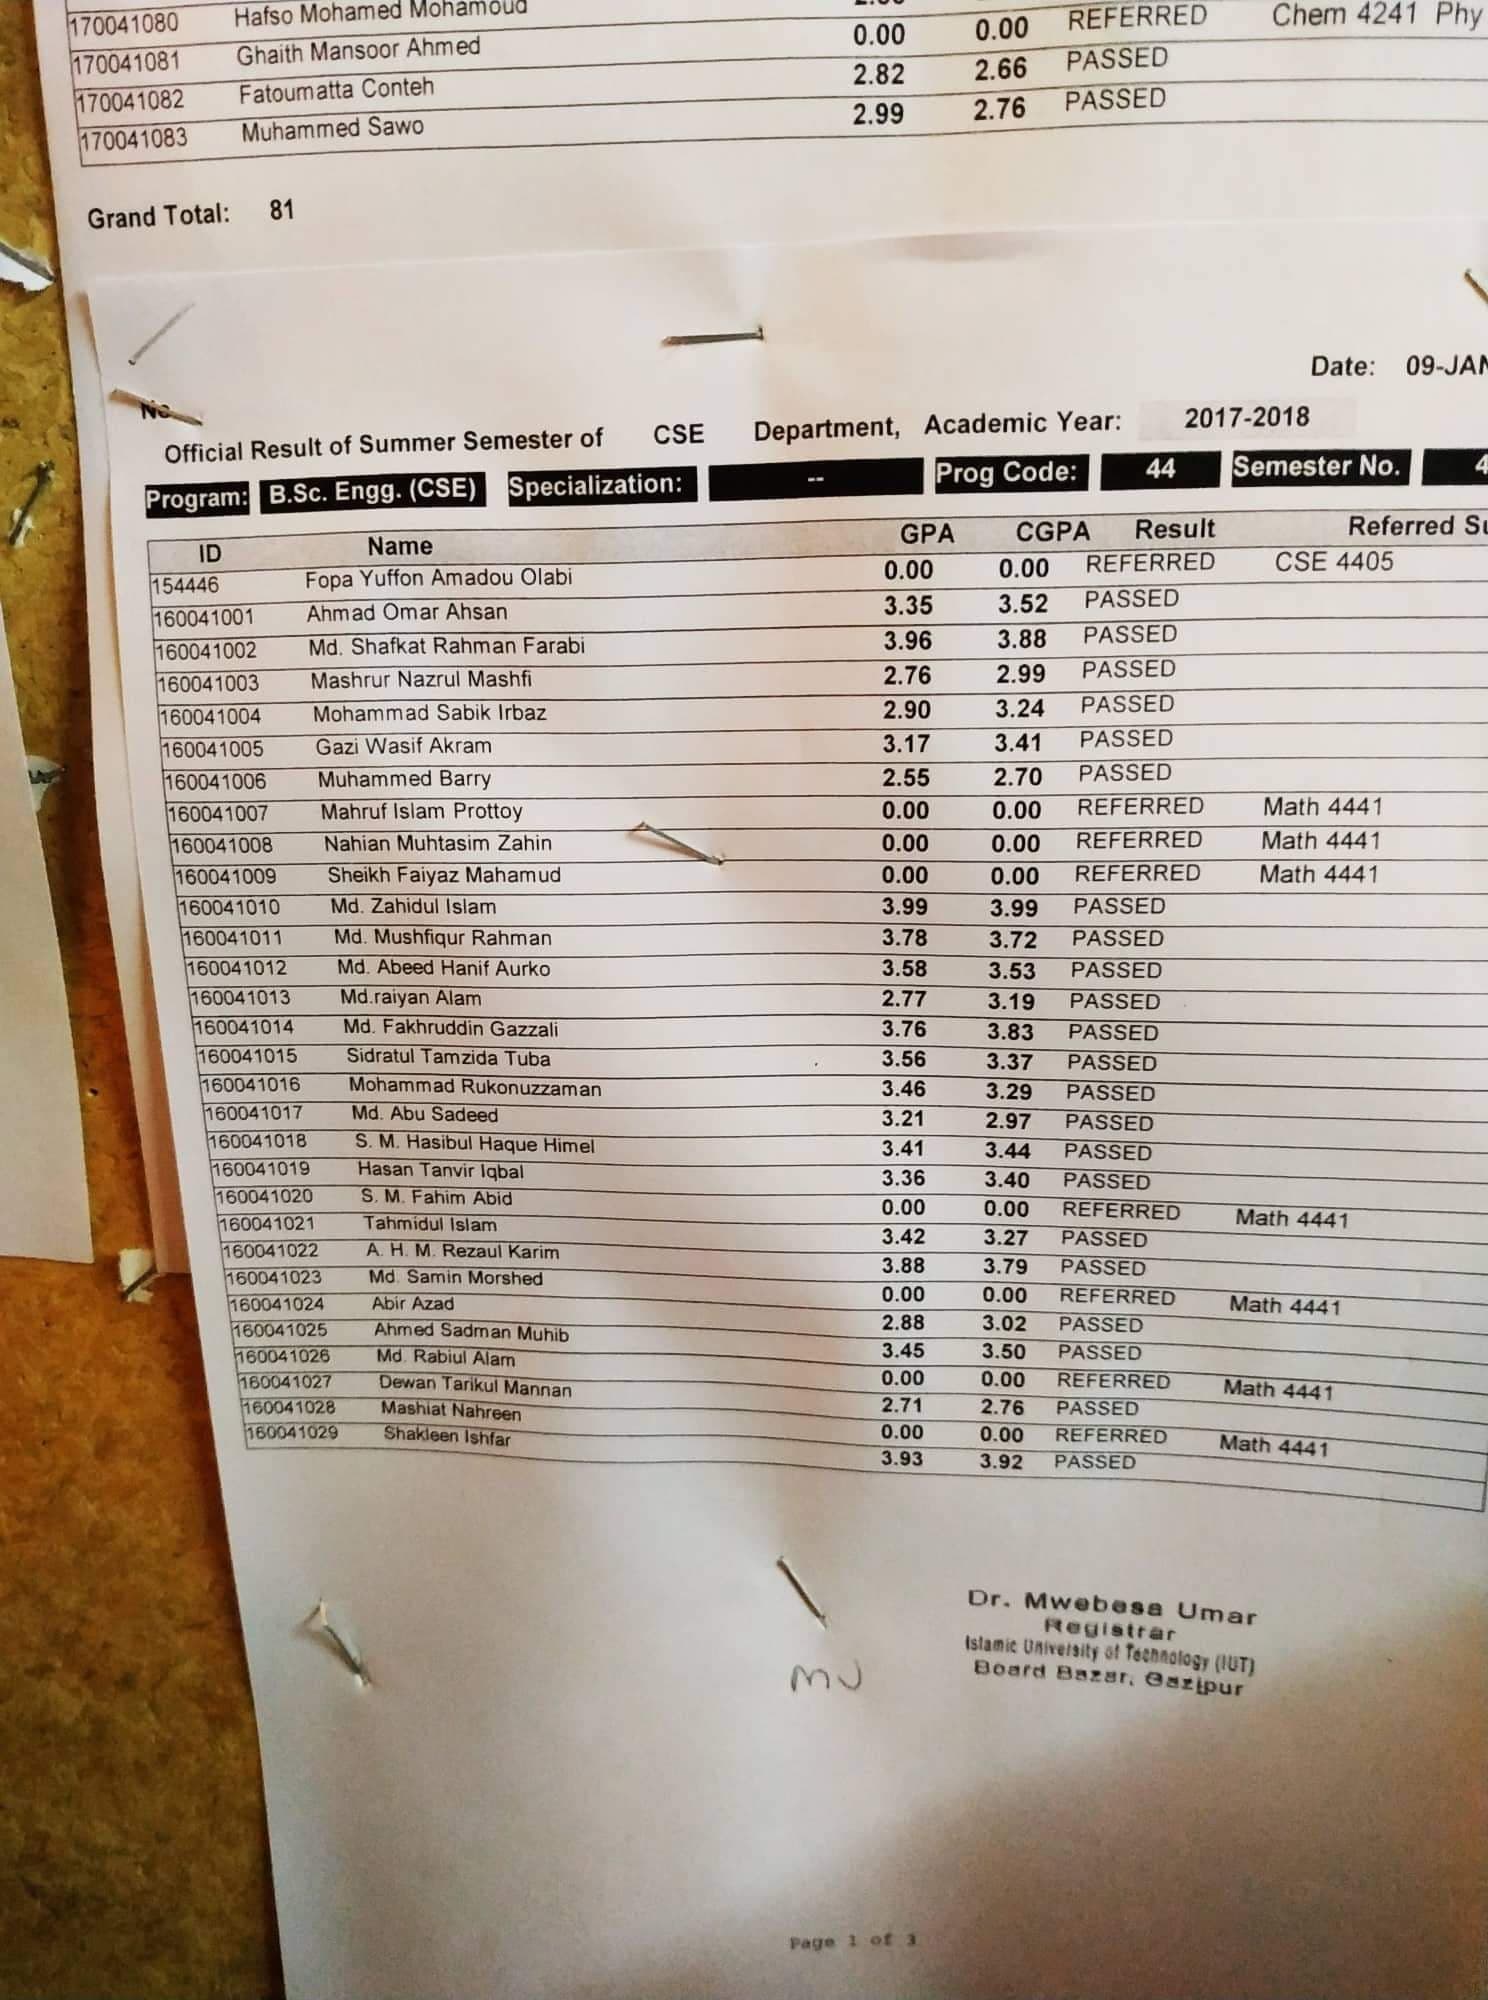 170041080 Hafso Mohamed Mohamoud
170041081 Ghaith Mansoor Ahmed 0.00 0.00 REFERRED Chem 4241 Phy
170041082 Fatoumatta Conteh 2.82 2.66 PASSED
170041083 Muhammed Sawo 2.99 2.76 PASSED
Grand Total: 81
Date: 09-JAN
No
Official Result of Summer Semester of CSE Department, Academic Year: 2017-2018
Program: B.Sc. Engg. (CSE) Specialization: -- Prog Code: 44 Semester No. 4
ID Name GPA CGPA Result Referred Su
154446 Fopa Yuffon Amadou Olabi 0.00 0.00 REFERRED CSE 4405
160041001 Ahmad Omar Ahsan 3.35 3.52 PASSED
160041002 Md. Shafkat Rahman Farabi 3.96 3.88 PASSED
160041003 Mashrur Nazrul Mashfi 2.76 2.99 PASSED
160041004 Mohammad Sabik Irbaz 2.90 3.24 PASSED
160041005 Gazi Wasif Akram 3.17 3.41 PASSED
160041006 Muhammed Barry 2.55 2.70 PASSED
160041007 Mahruf Islam Prottoy 0.00 0.00 REFERRED Math 4441
160041008 Nahian Muhtasim Zahin 0.00 0.00 REFERRED Math 4441
160041009 Sheikh Faiyaz Mahamud 0.00 0.00 REFERRED Math 4441
160041010 Md. Zahidul Islam 3.99 3.99 PASSED
160041011 Md. Mushfiqur Rahman 3.78 3.72 PASSED
160041012 Md. Abeed Hanif Aurko 3.58 3.53 PASSED
160041013 Md.raiyan Alam 2.77 3.19 PASSED
160041014 Md. Fakhruddin Gazzali 3.76 3.83 PASSED
160041015 Sidratul Tamzida Tuba 3.56 3.37 PASSED
160041016 Mohammad Rukonuzzaman 3.46 3.29 PASSED
160041017 Md. Abu Sadeed 3.21 2.97 PASSED
160041018 S. M. Hasibul Haque Himel 3.41 3.44 PASSED
160041019 Hasan Tanvir Iqbal 3.36 3.40 PASSED
160041020 S. M. Fahim Abid 0.00 0.00 REFERRED Math 4441
160041021 Tahmidul Islam 3.42 3.27 PASSED
160041022 A. H. M. Rezaul Karim 3.88 3.79 PASSED
160041023 Md. Samin Morshed 0.00 0.00 REFERRED Math 4441
160041024 Abir Azad 2.88 3.02 PASSED
160041025 Ahmed Sadman Muhib 3.45 3.50 PASSED
160041026 Md. Rabiul Alam 0.00 0.00 REFERRED Math 4441
160041027 Dewan Tarikul Mannan 2.71 2.76 PASSED
160041028 Mashiat Nahreen 0.00 0.00 REFERRED Math 4441
160041029 Shakleen Ishfar 3.93 3.92 PASSED
Dr. Mwebesa Umar
Registrar
Islamic University of Technology (IUT)
Board Bazar, Gazipur
MU
Page 1 of 3